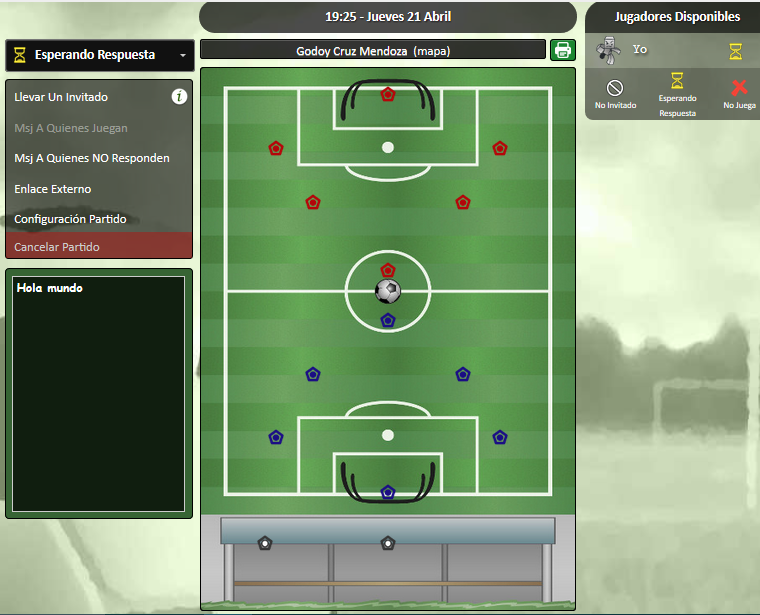 19:25 - Jueves 21 Abril
Jugadores Disponibles
Esperando Respuesta
Godoy Cruz Mendoza (mapa)
Yo
No Invitado
Esperando
Respuesta
No Juega
Llevar Un Invitado
i
Msj A Quienes Juegan
Msj A Quienes NO Responden
Enlace Externo
Configuración Partido
Cancelar Partido
Hola mundo